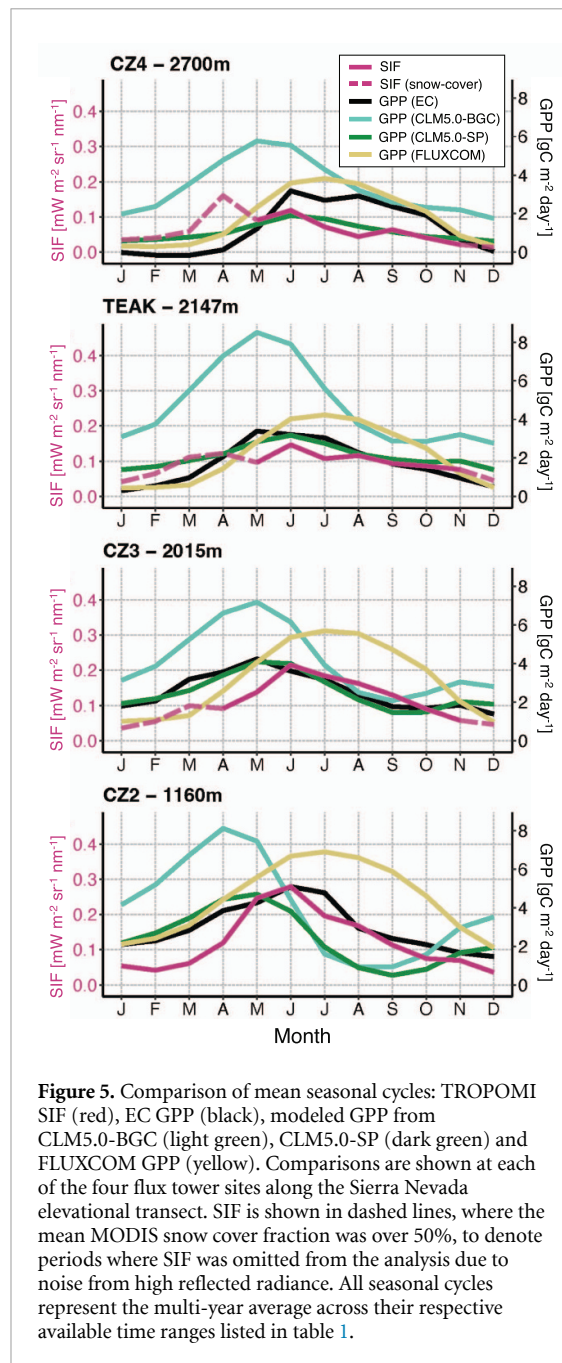 CZ4 – 2700m
SIF
SIF (snow-cover)
GPP (EC)
GPP (CLM5.0-BGC)
GPP (CLM5.0-SP)
GPP (FLUXCOM)
SIF [mW m-2 sr-1 nm-1]
0.4
0.3
0.2
0.1
0.0
8
6
4
2
0
GPP [gC m-2 day-1]
J F M A M J J A S O N D
TEAK – 2147m
SIF [mW m-2 sr-1 nm-1]
0.4
0.3
0.2
0.1
0.0
8
6
4
2
0
GPP [gC m-2 day-1]
J F M A M J J A S O N D
CZ3 – 2015m
SIF [mW m-2 sr-1 nm-1]
0.4
0.3
0.2
0.1
0.0
8
6
4
2
0
GPP [gC m-2 day-1]
J F M A M J J A S O N D
CZ2 – 1160m
SIF [mW m-2 sr-1 nm-1]
0.4
0.3
0.2
0.1
0.0
8
6
4
2
0
GPP [gC m-2 day-1]
J F M A M J J A S O N D
Month
Figure 5. Comparison of mean seasonal cycles: TROPOMI
SIF (red), EC GPP (black), modeled GPP from
CLM5.0-BGC (light green), CLM5.0-SP (dark green) and
FLUXCOM GPP (yellow). Comparisons are shown at each
of the four flux tower sites along the Sierra Nevada
elevational transect. SIF is shown in dashed lines, where the
mean MODIS snow cover fraction was over 50%, to denote
periods where SIF was omitted from the analysis due to
noise from high reflected radiance. All seasonal cycles
represent the multi-year average across their respective
available time ranges listed in table 1.